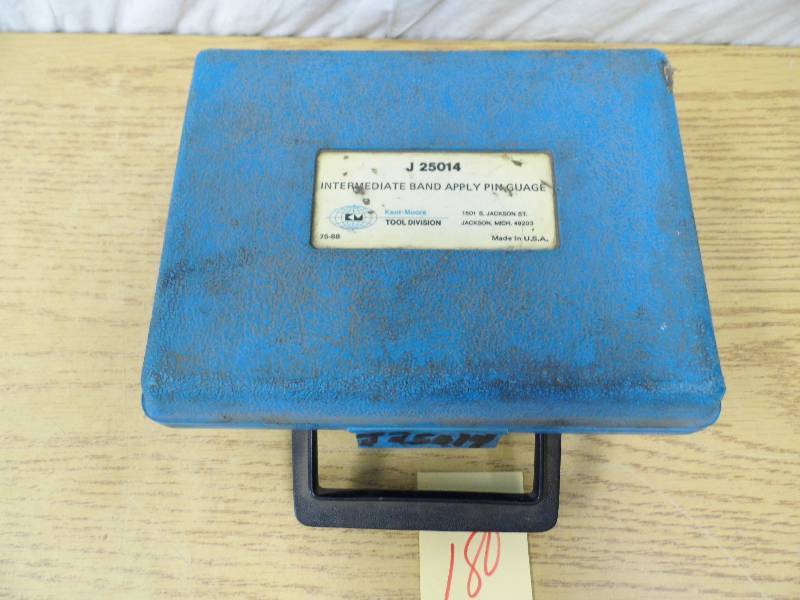 J 25014
INTERMEDIATE BAND APPLY PIN GUAGE
KM
Kent-Moore
TOOL DIVISION
1501 S. JACKSON ST.
JACKSON, MICH. 49203
75-88
Made in U.S.A.
J 25014
180